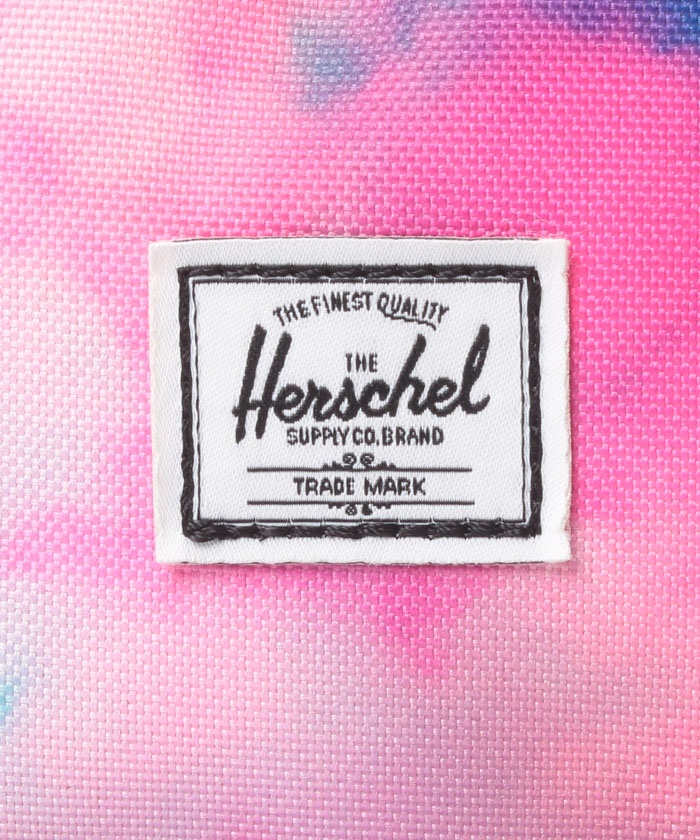 THE FINEST QUALITY
THE
Herschel
SUPPLY CO. BRAND
TRADE MARK